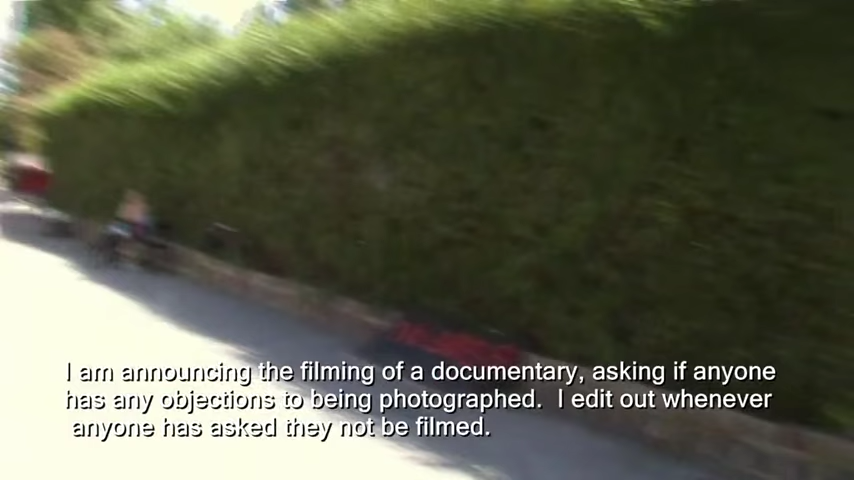 I am announcing the filming of a documentary, asking if anyone
has any objections to being photographed.  I edit out whenever
anyone has asked they not be filmed.